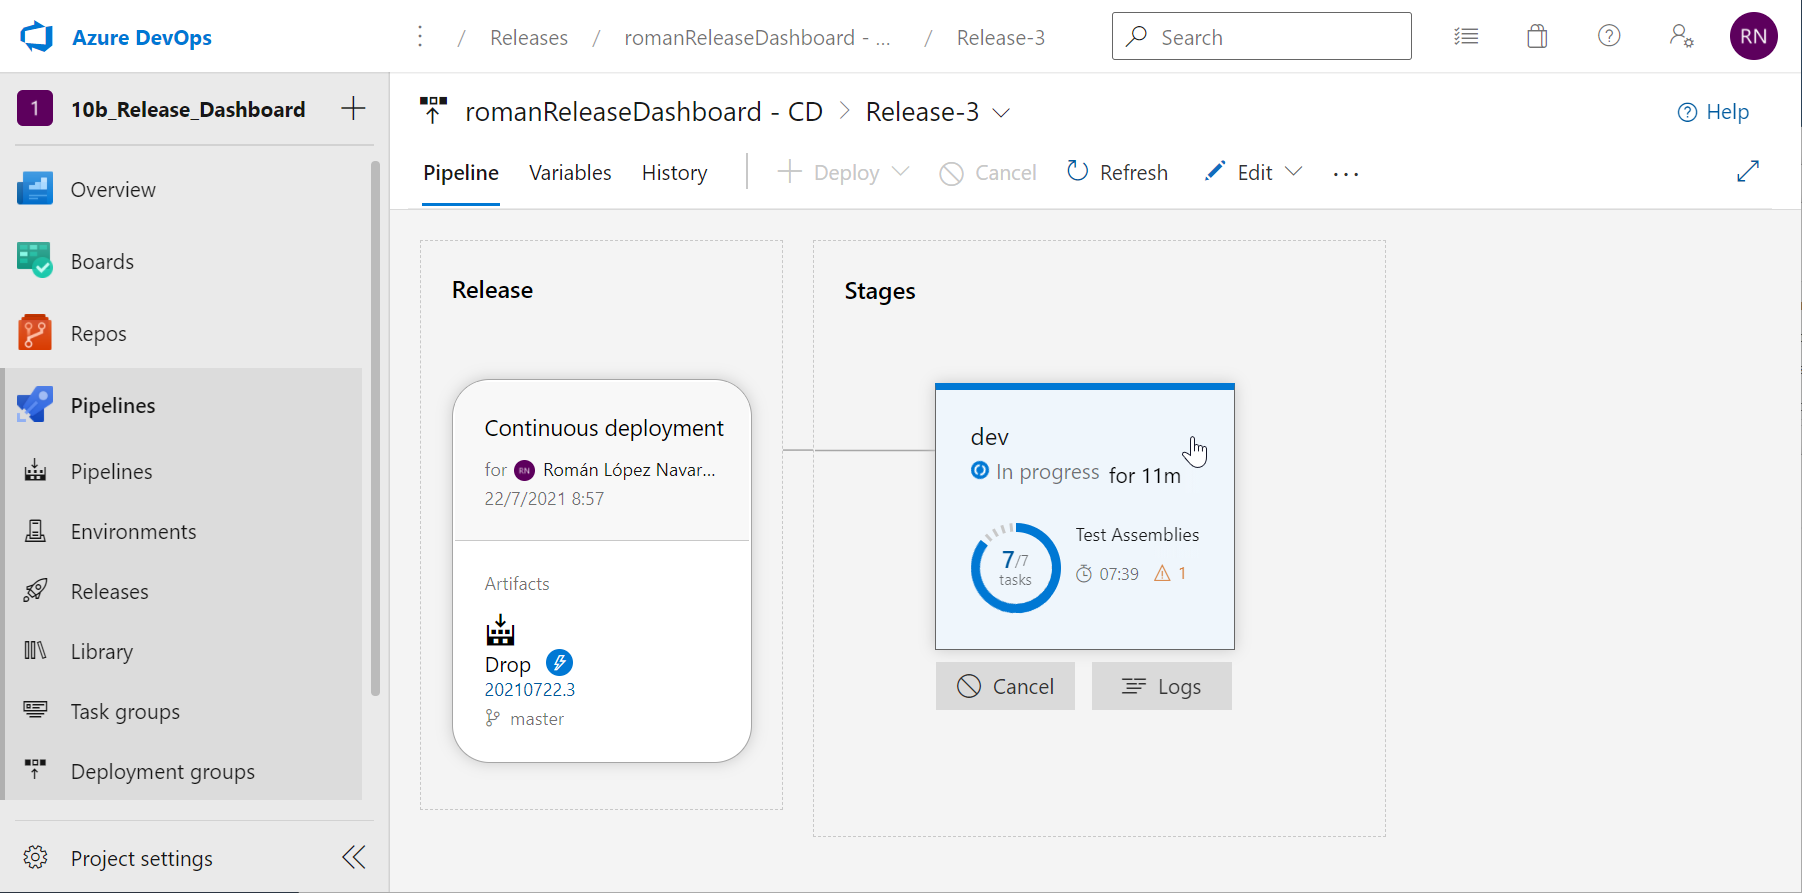 Azure DevOps
/ Releases / romanReleaseDashboard - ... / Release-3
Search
RN
1
10b_Release_Dashboard
Overview
Boards
Repos
Pipelines
Pipelines
Environments
Releases
Library
Task groups
Deployment groups
Project settings
romanReleaseDashboard - CD > Release-3
Help
Pipeline Variables History Deploy Cancel Refresh Edit ...
Release
Continuous deployment
for RN Román López Navar...
22/7/2021 8:57
Artifacts
Drop
20210722.3
master
Stages
dev
In progress for 11m
7/7
tasks
Test Assemblies
07:39 1
Cancel
Logs